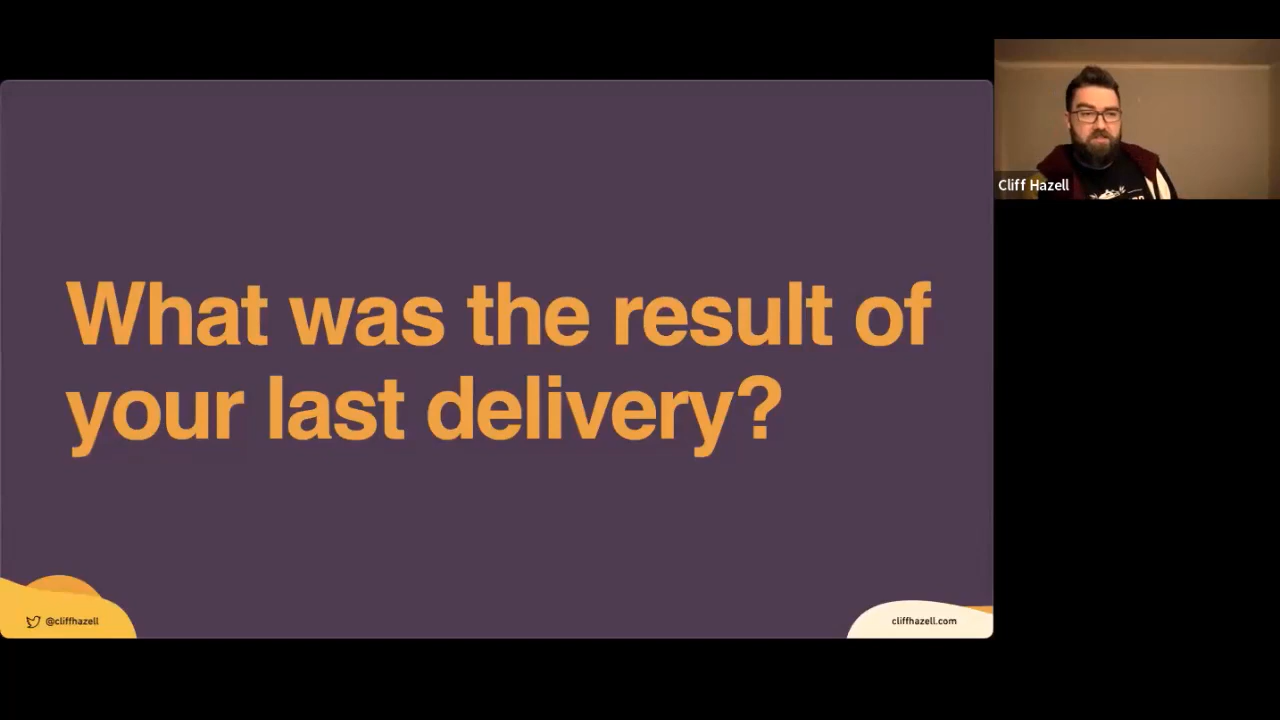 What was the result of
your last delivery?
Cliff Hazell
@cliffhazell
cliffhazell.com